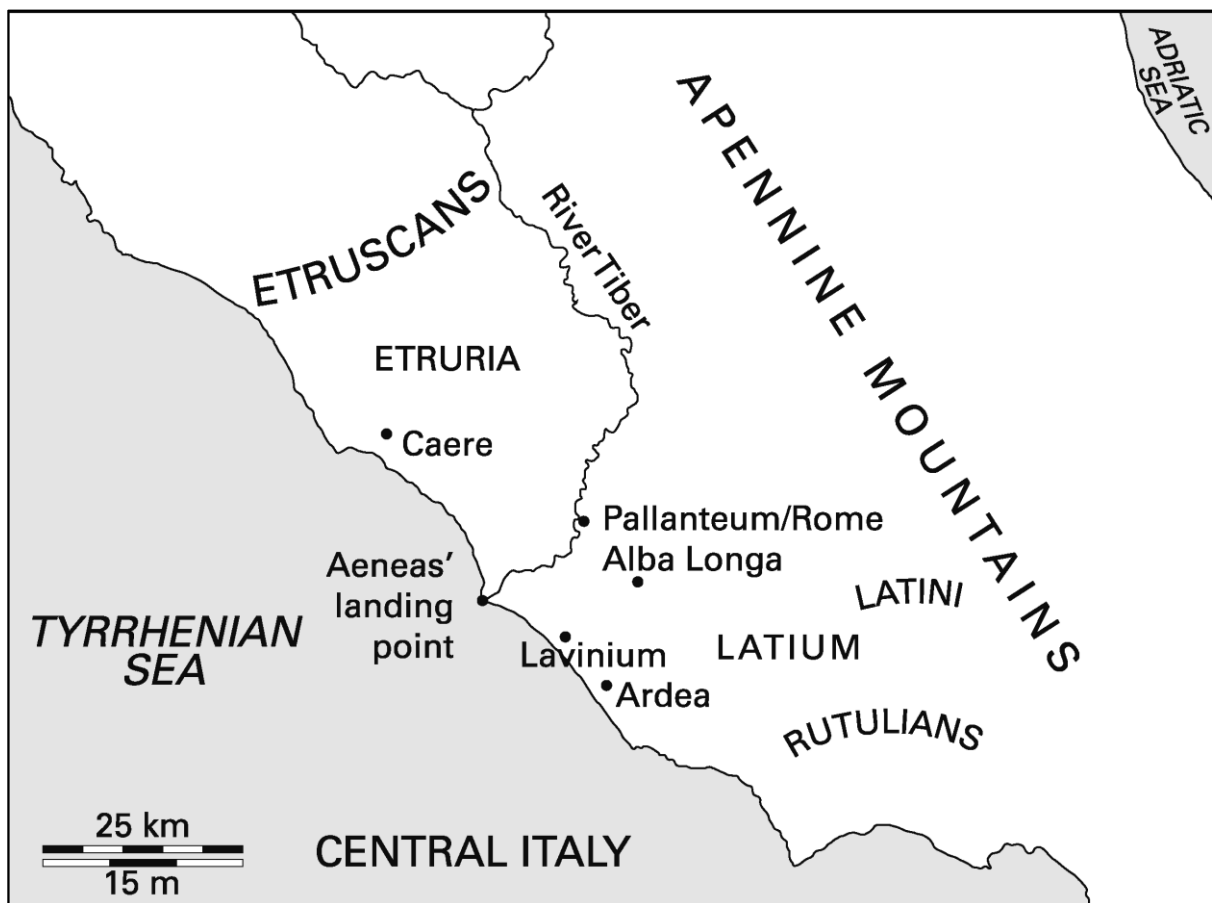 ADRIATIC
SEA
APENNINE MOUNTAINS
River Tiber
ETRUSCANS
ETRURIA
Caere
Pallanteum/Rome
Alba Longa
Aeneas’
landing
point
LATINI
TYRRHENIAN
SEA
Lavinium
LATIUM
Ardea
RUTULIANS
25 km
15 m
CENTRAL ITALY